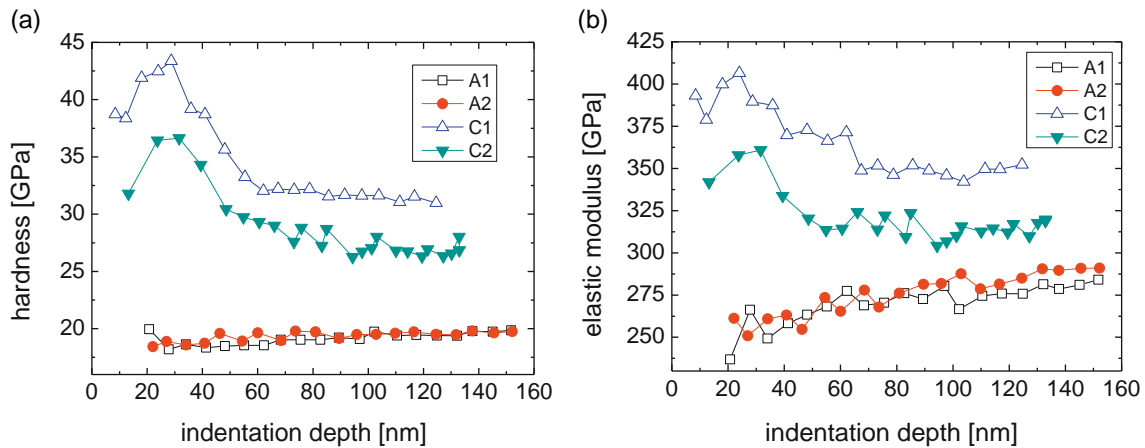 (a)
45
40
35
30
25
20
0 20 40 60 80 100 120 140 160
hardness [GPa]
indentation depth [nm]
A1
A2
C1
C2
(b)
425
400
375
350
325
300
275
250
0 20 40 60 80 100 120 140 160
elastic modulus [GPa]
indentation depth [nm]
A1
A2
C1
C2